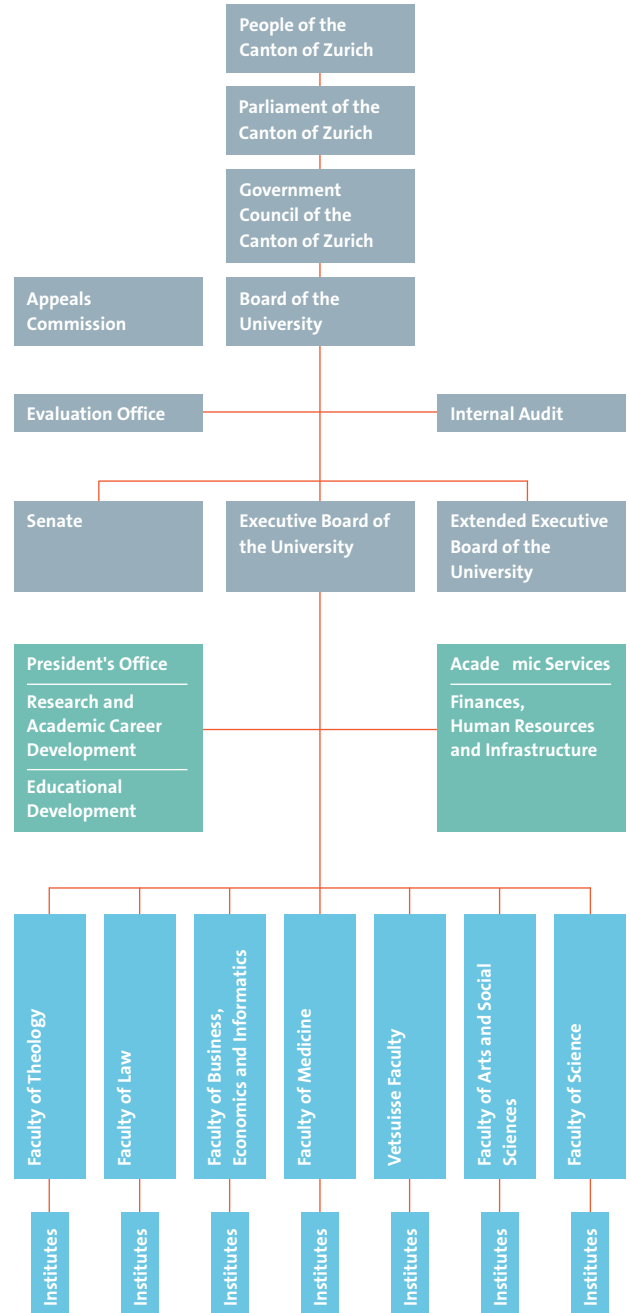 People of the
Canton of Zurich
Parliament of the
Canton of Zurich
Government
Council of the
Canton of Zurich
Appeals
Commission
Board of the
University
Evaluation Office
Internal Audit
Senate
Executive Board of
the University
Extended Executive
Board of the
University
President's Office
Research and
Academic Career
Development
Educational
Development
Acade mic Services
Finances,
Human Resources
and Infrastructure
Faculty of Theology
Faculty of Law
Faculty of Business,
Economics and Informatics
Faculty of Medicine
Vetsuisse Faculty
Faculty of Arts and Social
Sciences
Faculty of Science
Institutes
Institutes
Institutes
Institutes
Institutes
Institutes
Institutes